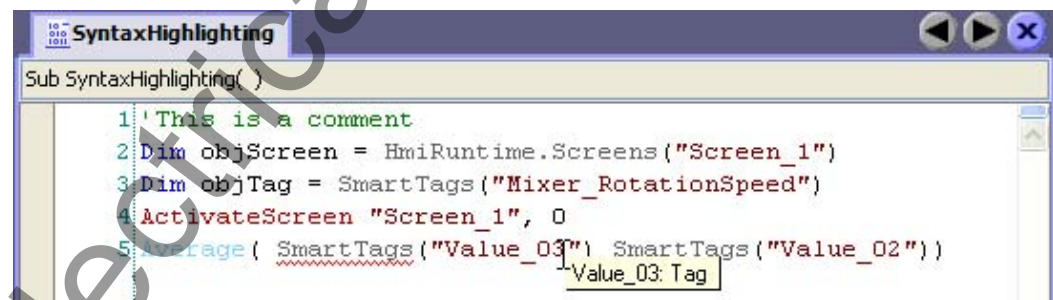 SyntaxHighlighting
Sub SyntaxHighlighting( )
1 'This is a comment
2 Dim objScreen = HmiRuntime.Screens("Screen_1")
3 Dim objTag = SmartTags("Mixer_RotationSpeed")
4 ActivateScreen "Screen_1", 0
5 Average( SmartTags("Value_03") SmartTags("Value_02"))
Value_03: Tag